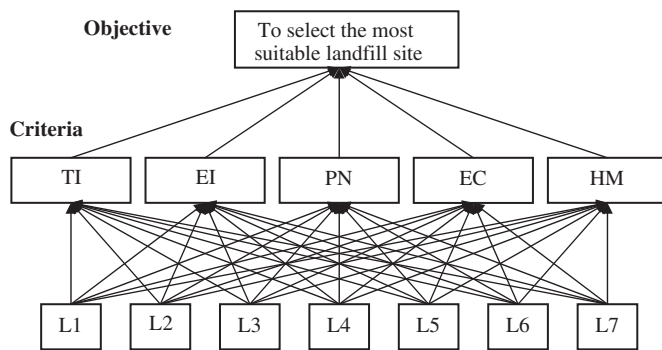 Objective
To select the most
suitable landfill site
Criteria
TI EI PN EC HM
L1 L2 L3 L4 L5 L6 L7